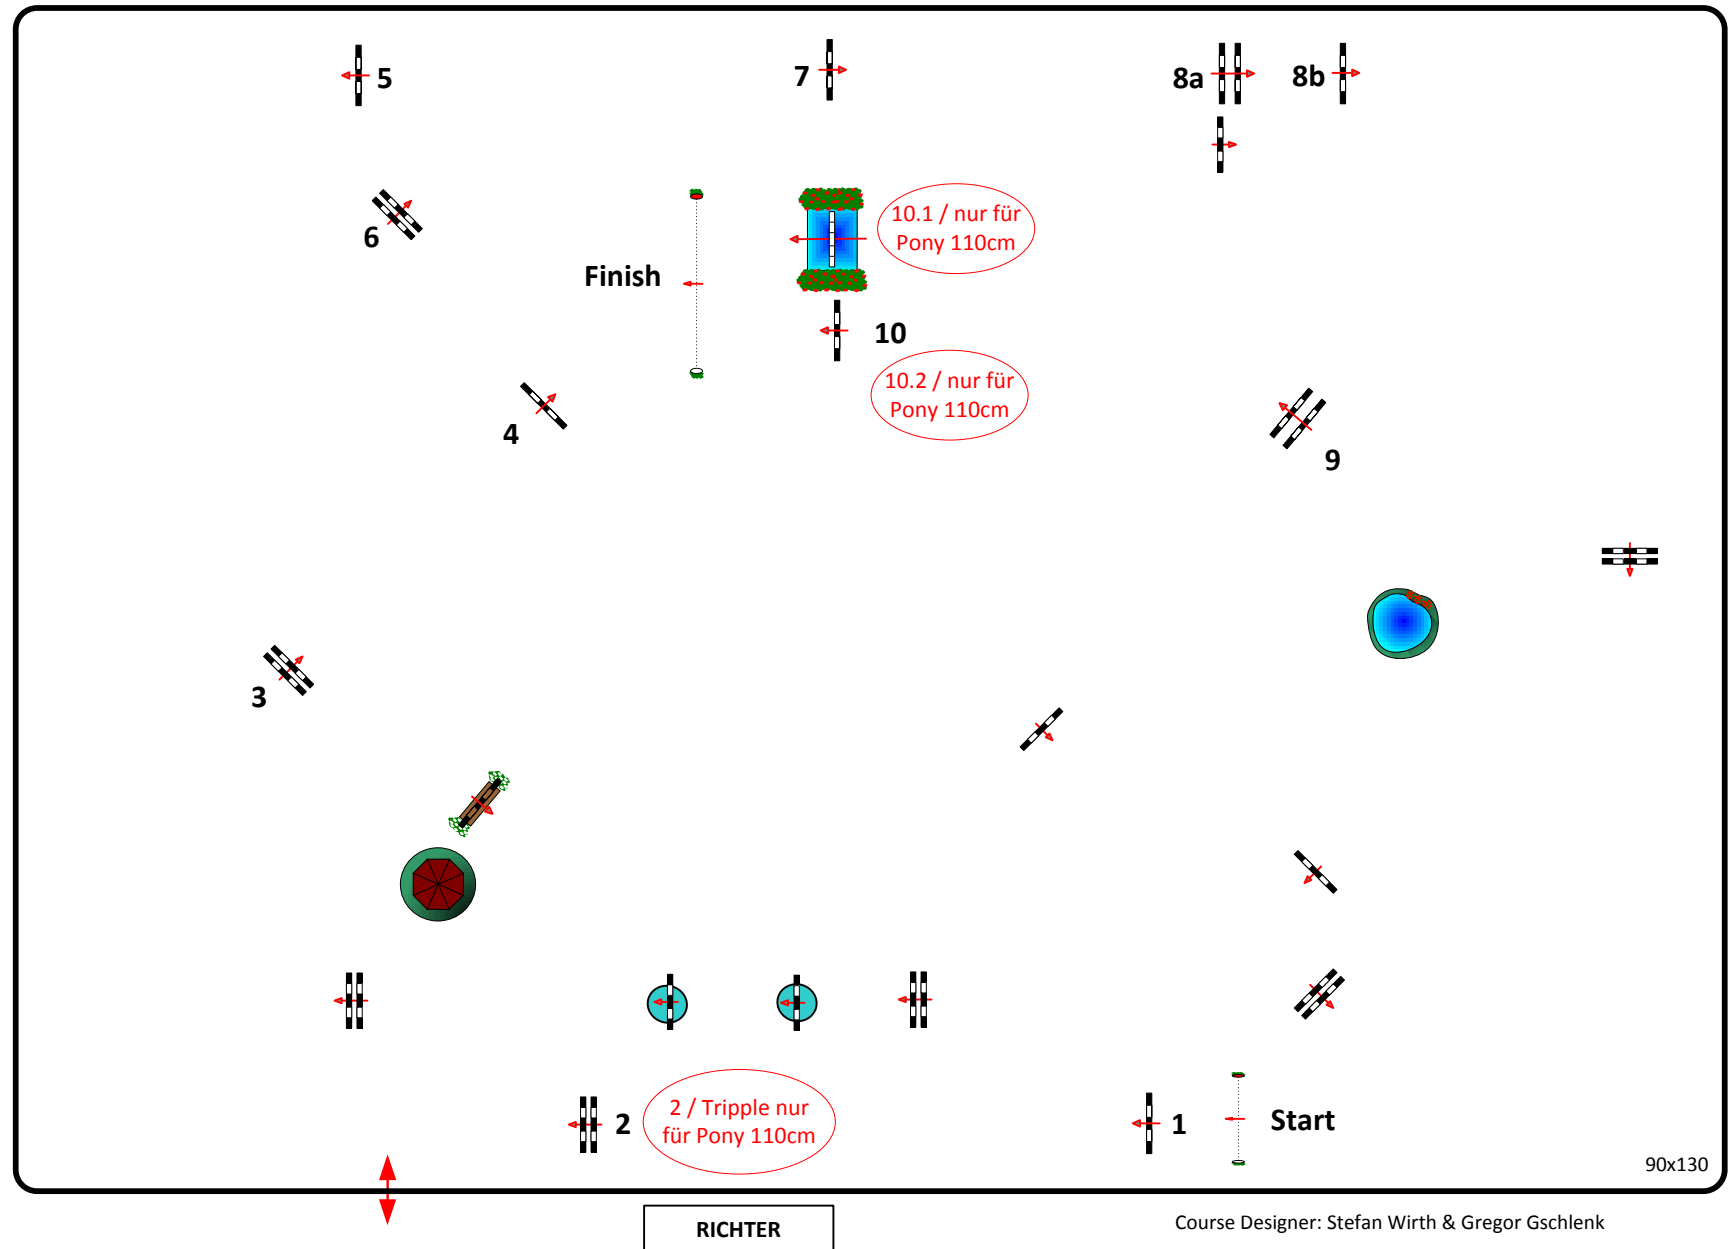 5
7
8a
8b
6
10.1 / nur für
Pony 110cm
Finish
10
10.2 / nur für
Pony 110cm
4
9
3
2
2 / Tripple nur
für Pony 110cm
1
Start
90x130
RICHTER
Course Designer: Stefan Wirth & Gregor Gschlenk